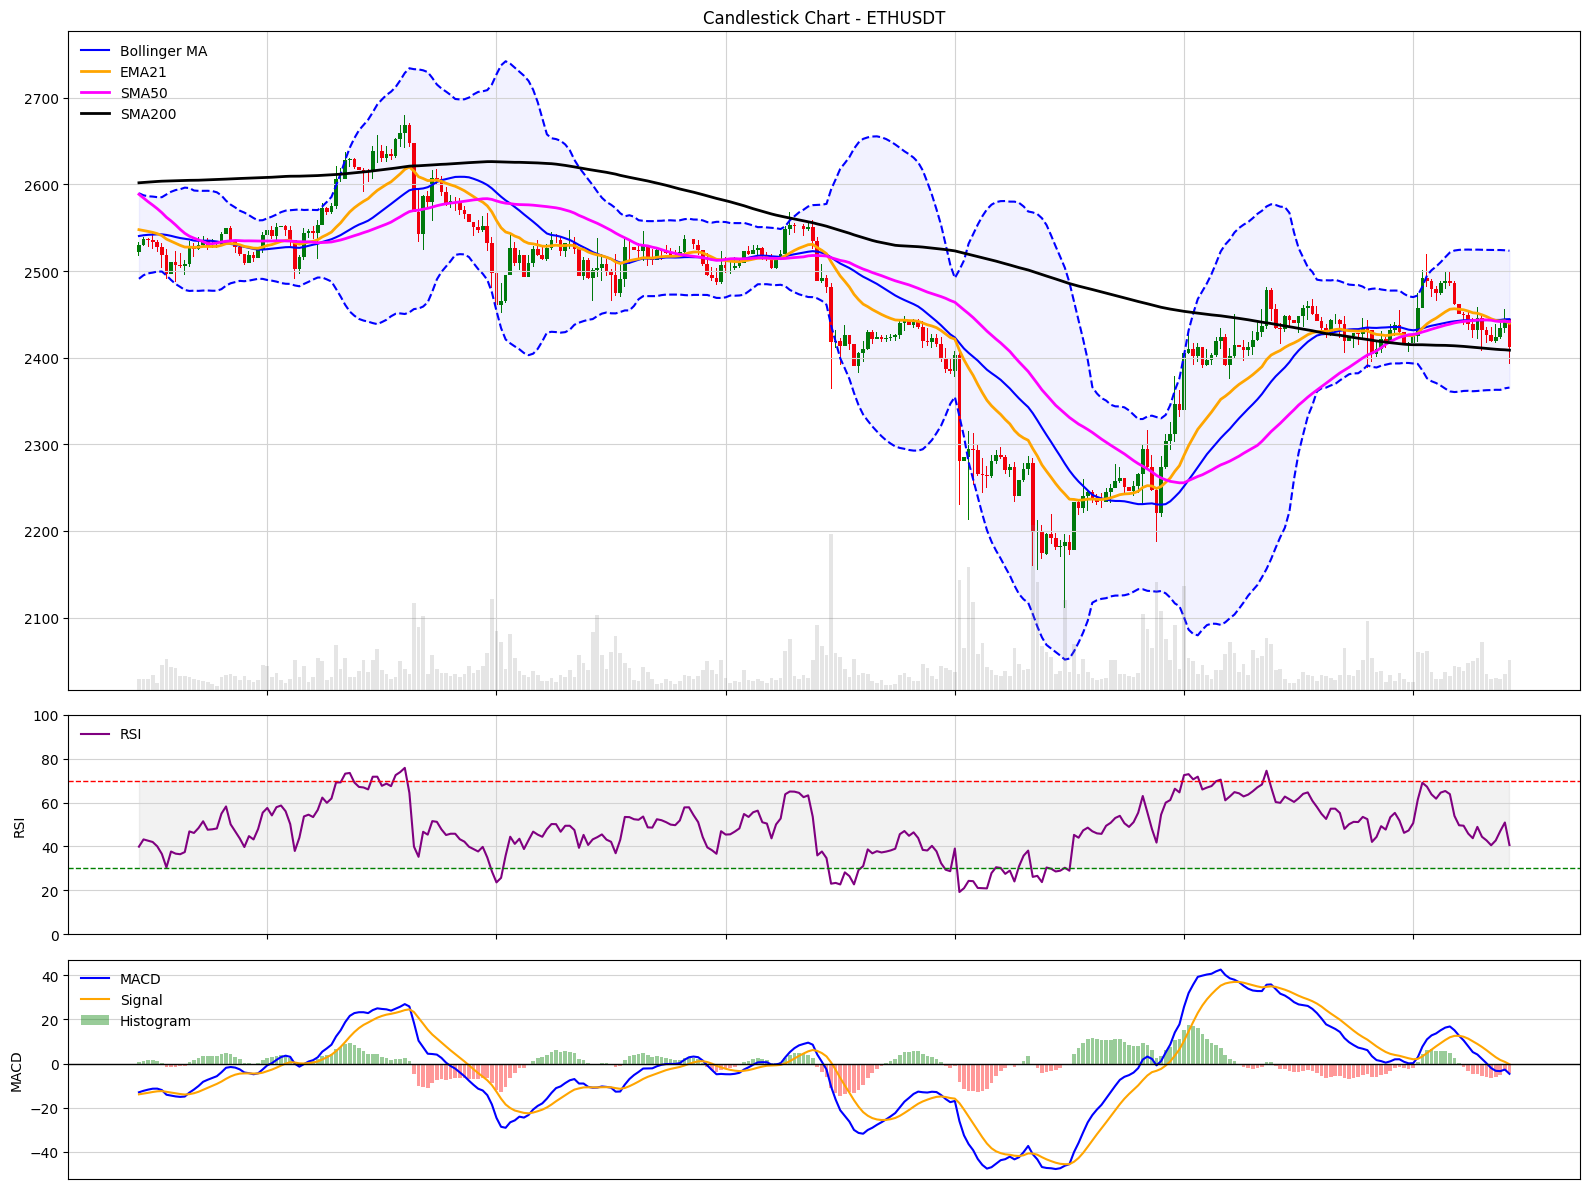 Candlestick Chart - ETHUSDT
Bollinger MA
EMA21
SMA50
SMA200
2700
2600
2500
2400
2300
2200
2100
RSI
100
80
60
40
20
0
RSI
MACD
Signal
Histogram
40
20
0
−20
−40
MACD